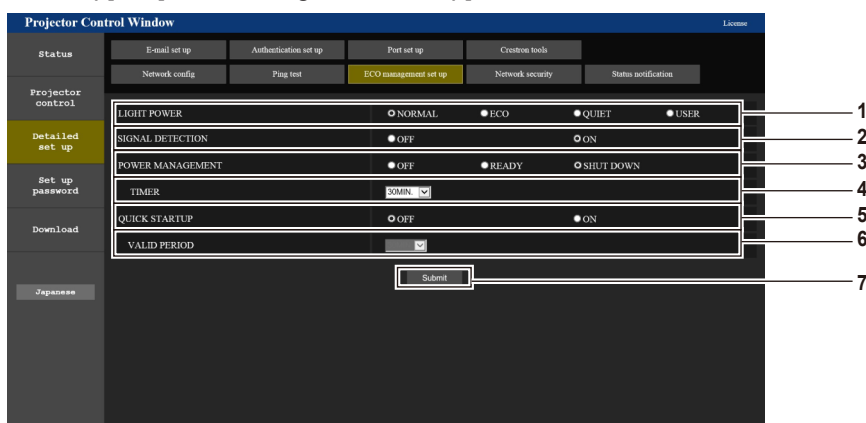 Projector Control Window License
Status
E-mail set up Authentication set up Port set up Crestron tools
Network config Ping test ECO management set up Network security Status notification
Projector
control
LIGHT POWER NORMAL ECO QUIET USER 1
Detailed
set up
SIGNAL DETECTION OFF ON 2
POWER MANAGEMENT OFF READY SHUT DOWN 3
Set up
password
TIMER 30MIN. 4
QUICK STARTUP OFF ON 5
Download
VALID PERIOD 6
Submit 7
Japanese